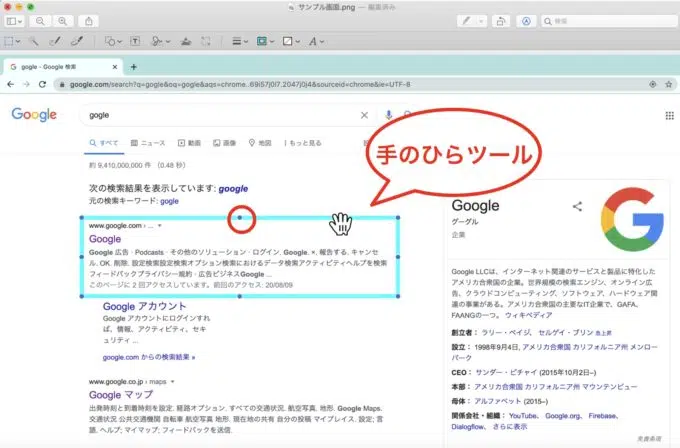 サンプル画面.png — 編集済み
検索
gogle - Google 検索
google.com/search?q=gogle&oq=gogle&aqs=chrome..69i57j0l7.2047j0j4&sourceid=chrome&ie=UTF-8
Google
gogle
すべて
ニュース
動画
画像
地図
もっと見る
約 9,410,000,000 件 (0.48 秒)
手のひらツール
次の検索結果を表示しています: google
元の検索キーワード: gogle
www.google.com › ...
Google
Google 広告 · Podcasts · その他のソリューション · ログイン. Google. ×, 報告する. キャンセ
ル. OK. 削除. 設定検索設定検索オプション検索におけるデータ検索アクティビティヘルプを検索
フィードバックプライバシー規約 · 広告ビジネスGoogle ...
このページに 2 回アクセスしています。前回のアクセス: 20/08/09
Google アカウント
Google アカウントにログインすれ
ば、情報、アクティビティ、セキ
ュリティ ...
google.com からの検索結果 »
www.google.co.jp › maps
Google マップ
出発時刻と到着時刻を設定. 経路オプション. すべての交通状況. 航空写真. 地形. Google Maps.
交通状況 公共交通機関 自転車 航空写真 地形. 現在地の共有 自分の投稿 マイプレイス. 設定; 言
語. ヘルプ; マイマップ; フィードバックを送信.
Google
グーグル
企業
Google LLCは、インターネット関連のサービスと製品に特化した
アメリカ合衆国の企業。世界規模の検索エンジン、オンライン広
告、クラウドコンピューティング、ソフトウェア、ハードウェア関
連の事業がある。アメリカ合衆国の主要なIT企業で、GAFA、
FAANGの一つ。 ウィキペディア
創立者: ラリー・ペイジ、 セルゲイ・ブリン 急上昇
設立: 1998年9月4日, アメリカ合衆国 カリフォルニア州 メンロー
パーク
CEO: サンダー・ピチャイ (2015年10月2日–)
本部: アメリカ合衆国 カリフォルニア州 マウンテンビュー
母体: アルファベット (2015–)
関係会社・組織: YouTube、 Google.org、 Firebase、
Dialogflow、 さらに表示